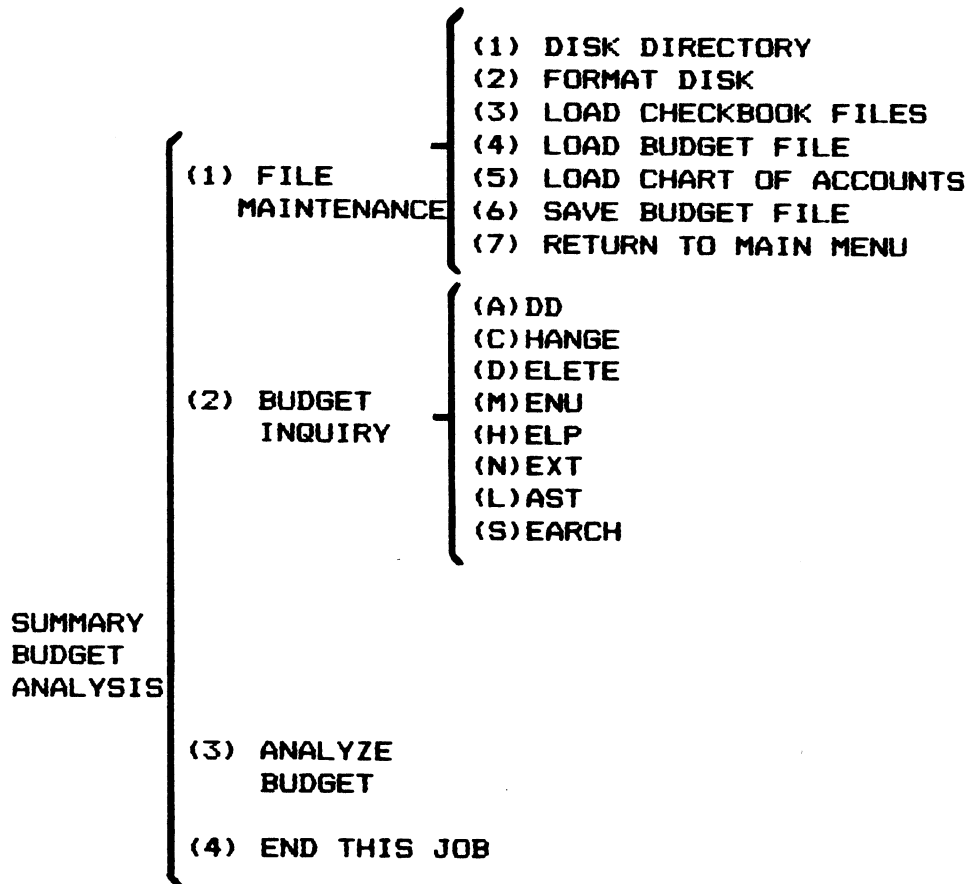 (1) DISK DIRECTORY
(2) FORMAT DISK
(3) LOAD CHECKBOOK FILES
(4) LOAD BUDGET FILE
(5) LOAD CHART OF ACCOUNTS
(6) SAVE BUDGET FILE
(7) RETURN TO MAIN MENU
(1) FILE
MAINTENANCE
(A)DD
(C)HANGE
(D)ELETE
(M)ENU
(H)ELP
(N)EXT
(L)AST
(S)EARCH
(2) BUDGET
INQUIRY
SUMMARY
BUDGET
ANALYSIS
(3) ANALYZE
BUDGET
(4) END THIS JOB